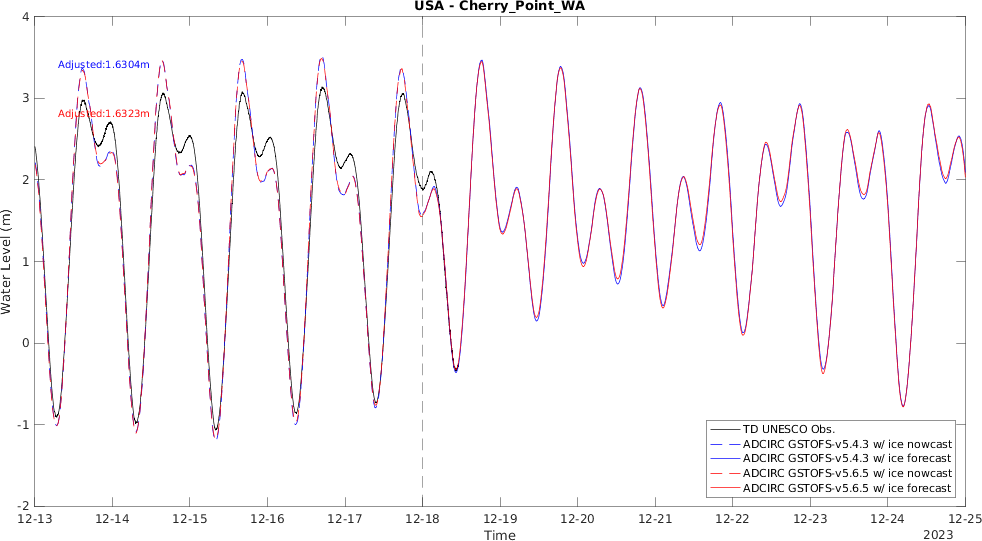 USA - Cherry_Point_WA
4
3
2
1
0
-1
-2
Water Level (m)
Adjusted:1.6304m
Adjusted:1.6323m
TD UNESCO Obs.
ADCIRC GSTOFS-v5.4.3 w/ ice nowcast
ADCIRC GSTOFS-v5.4.3 w/ ice forecast
ADCIRC GSTOFS-v5.6.5 w/ ice nowcast
ADCIRC GSTOFS-v5.6.5 w/ ice forecast
12-13 12-14 12-15 12-16 12-17 12-18 12-19 12-20 12-21 12-22 12-23 12-24 12-25
Time
2023